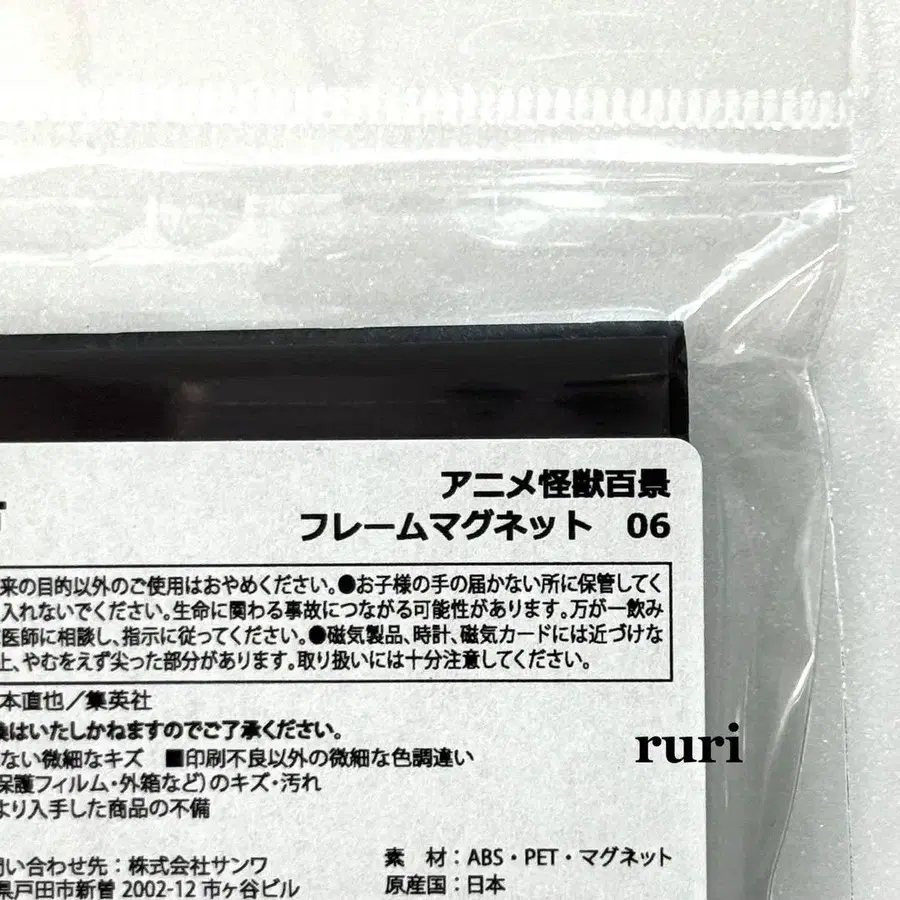 アニメ怪獣百景
フレームマグネット　06
来の目的以外のご使用はおやめください。●お子様の手の届かない所に保管してく
入れないでください。生命に関わる事故につながる可能性があります。万が一飲み
医師に相談し、指示に従ってください。●磁気製品、時計、磁気カードには近づけな
上、やむをえず尖った部分があります。取り扱いには十分注意してください。
本直也／集英社
換はいたしかねますのでご了承ください。
ない微細なキズ　■印刷不良以外の微細な色調違い
保護フィルム・外箱など)のキズ・汚れ
より入手した商品の不備
ruri
問い合わせ先：株式会社サンワ
県戸田市新曽 2002-12 市ヶ谷ビル
素　材：ABS・PET・マグネット
原産国：日本